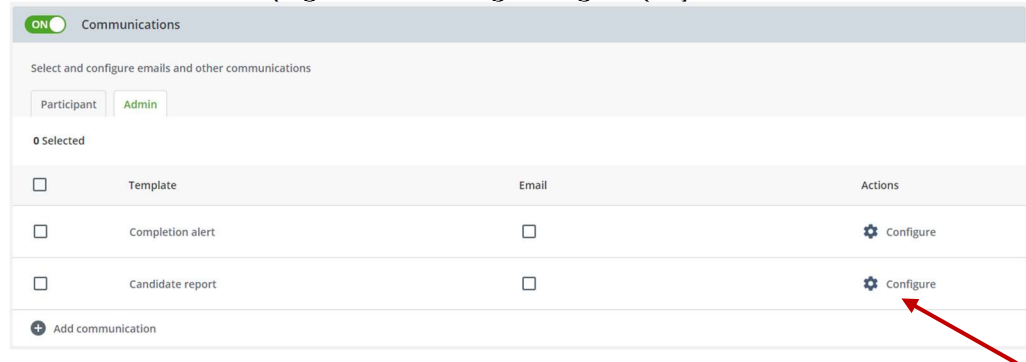 ON Communications
Select and configure emails and other communications
Participant Admin
0 Selected
Template Email Actions
Completion alert Configure
Candidate report Configure
Add communication